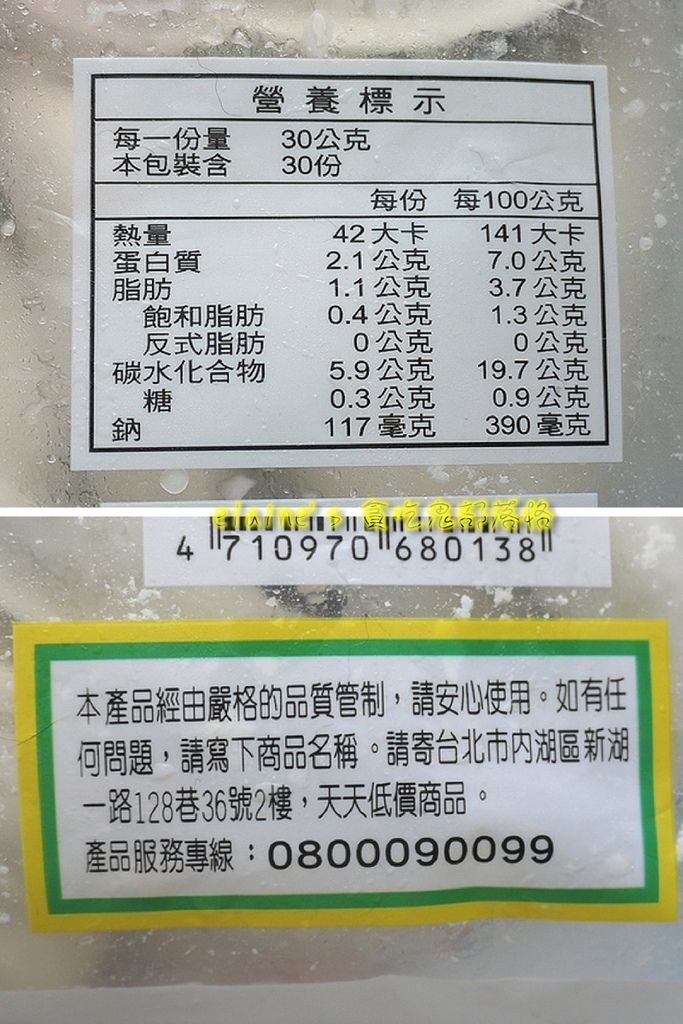 營養標示
每一份量 30公克
本包裝含 30份
每份 每100公克
熱量 42大卡 141大卡
蛋白質 2.1公克 7.0公克
脂肪 1.1公克 3.7公克
飽和脂肪 0.4公克 1.3公克
反式脂肪 0公克 0公克
碳水化合物 5.9公克 19.7公克
糖 0.3公克 0.9公克
鈉 117毫克 390毫克
elaine's 貪吃鬼部落格
4 710970 680138
本產品經由嚴格的品質管制，請安心使用。如有任
何問題，請寫下商品名稱。請寄台北市內湖區新湖
一路128巷36號2樓，天天低價商品。
產品服務專線：0800090099